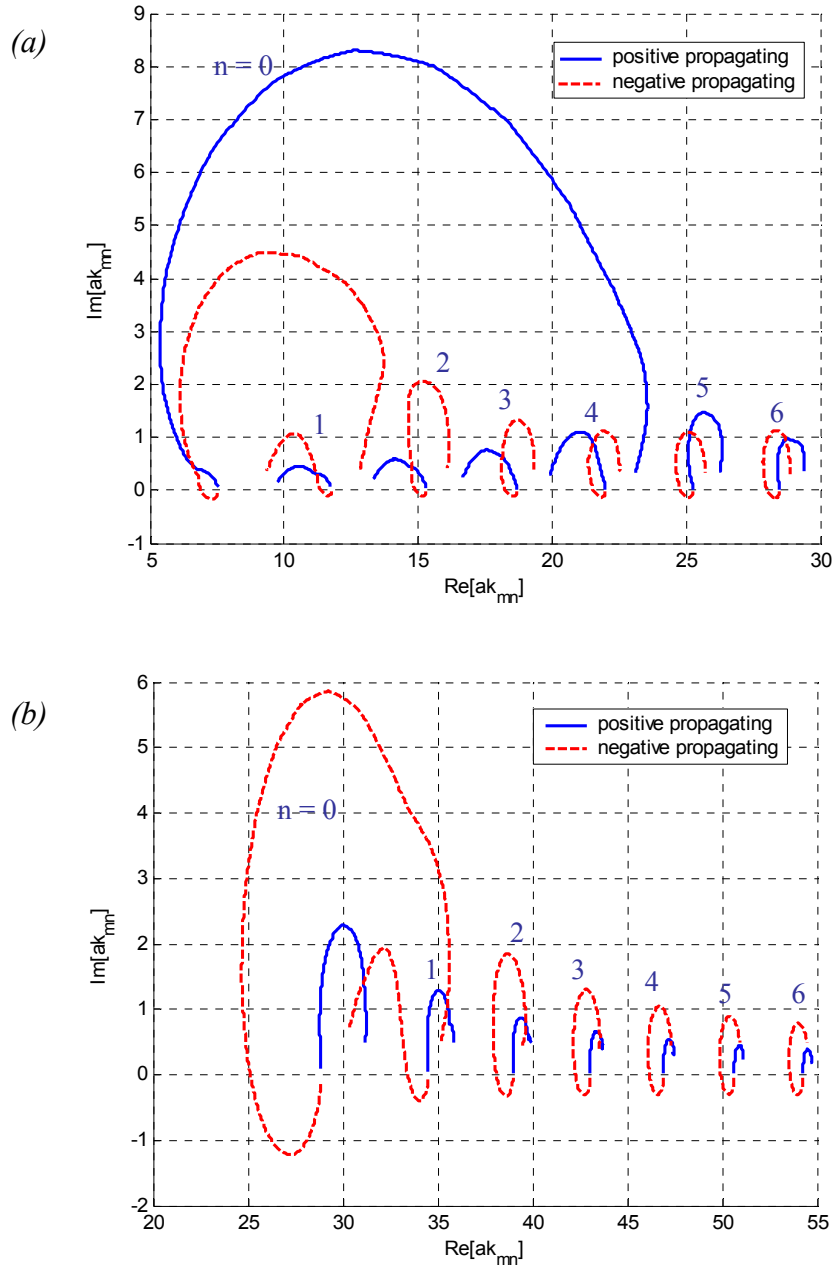 (a)
9
8
7
6
5
4
3
2
1
0
-1
Im[ak_mn]
n = 0
positive propagating
negative propagating
1
2
3
4
5
6
5 10 15 20 25 30
Re[ak_mn]
(b)
6
5
4
3
2
1
0
-1
-2
Im[ak_mn]
positive propagating
negative propagating
n = 0
1
2
3
4
5
6
20 25 30 35 40 45 50 55
Re[ak_mn]